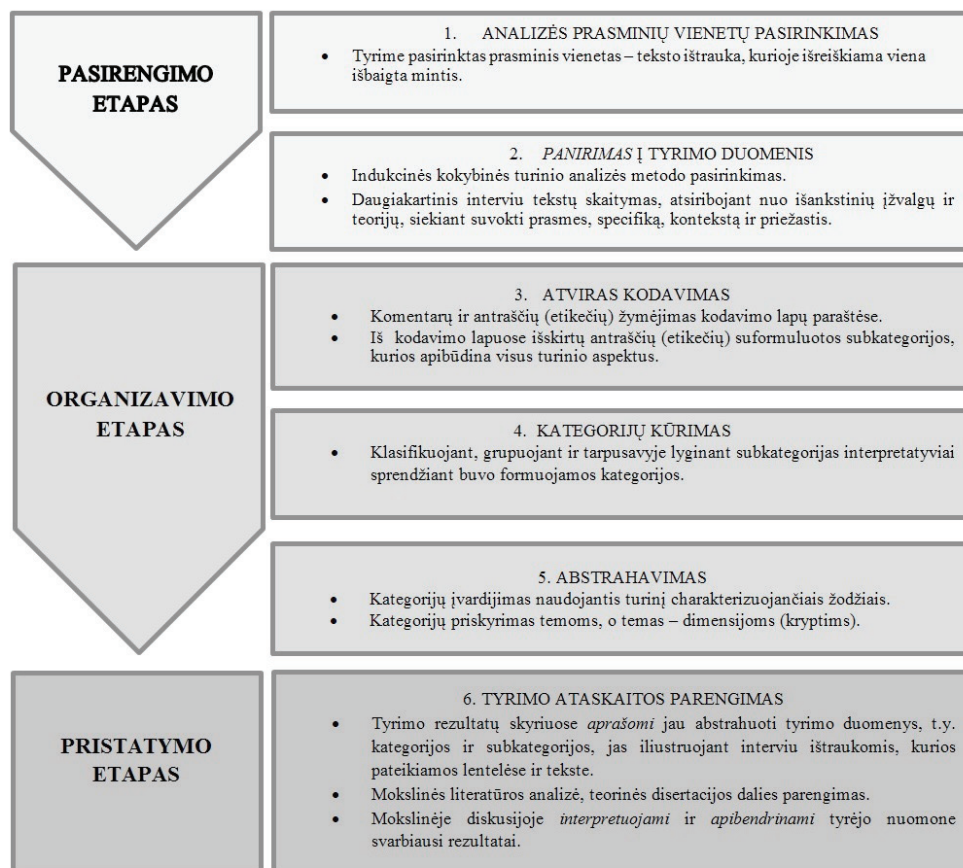 PASIRENGIMO
ETAPAS
1. ANALIZĖS PRASMINIŲ VIENETŲ PASIRINKIMAS
• Tyrime pasirinktas prasminis vienetas – teksto ištrauka, kurioje išreiškiama viena
išbaigta mintis.
2. PANIRIMAS Į TYRIMO DUOMENIS
• Indukcinės kokybinės turinio analizės metodo pasirinkimas.
• Daugiakartinis interviu tekstų skaitymas, atsiribojant nuo išankstinių įžvalgų ir
teorijų, siekiant suvokti prasmes, specifiką, kontekstą ir priežastis.
ORGANIZAVIMO
ETAPAS
3. ATVIRAS KODAVIMAS
• Komentarų ir antraščių (etikečių) žymėjimas kodavimo lapų paraštėse.
• Iš kodavimo lapuose išskirtų antraščių (etikečių) suformuluotos subkategorijos,
kurios apibūdina visus turinio aspektus.
4. KATEGORIJŲ KŪRIMAS
• Klasifikuojant, grupuojant ir tarpusavyje lyginant subkategorijas interpretatyviai
sprendžiant buvo formuojamos kategorijos.
5. ABSTRAHAVIMAS
• Kategorijų įvardijimas naudojantis turinį charakterizuojančiais žodžiais.
• Kategorijų priskyrimas temoms, o temas – dimensijoms (kryptims).
PRISTATYMO
ETAPAS
6. TYRIMO ATASKAITOS PARENGIMAS
• Tyrimo rezultatų skyriuose aprašomi jau abstrahuoti tyrimo duomenys, t.y.
kategorijos ir subkategorijos, jas iliustruojant interviu ištraukomis, kurios
pateikiamos lentelėse ir tekste.
• Mokslinės literatūros analizė, teorinės disertacijos dalies parengimas.
• Mokslinėje diskusijoje interpretuojami ir apibendrinami tyrėjo nuomone
svarbiausi rezultatai.